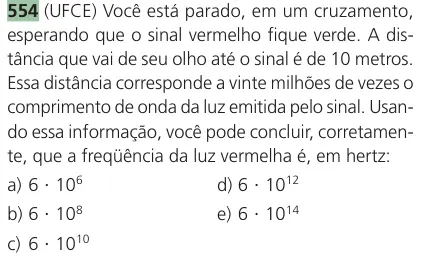 554 (UFCE) Você está parado, em um cruzamento,
esperando que o sinal vermelho fique verde. A dis-
tância que vai de seu olho até o sinal é de 10 metros.
Essa distância corresponde a vinte milhões de vezes o
comprimento de onda da luz emitida pelo sinal. Usan-
do essa informação, você pode concluir, corretamen-
te, que a freqüência da luz vermelha é, em hertz:
a) 6 · 10⁶
d) 6 · 10¹²
b) 6 · 10⁸
e) 6 · 10¹⁴
c) 6 · 10¹⁰